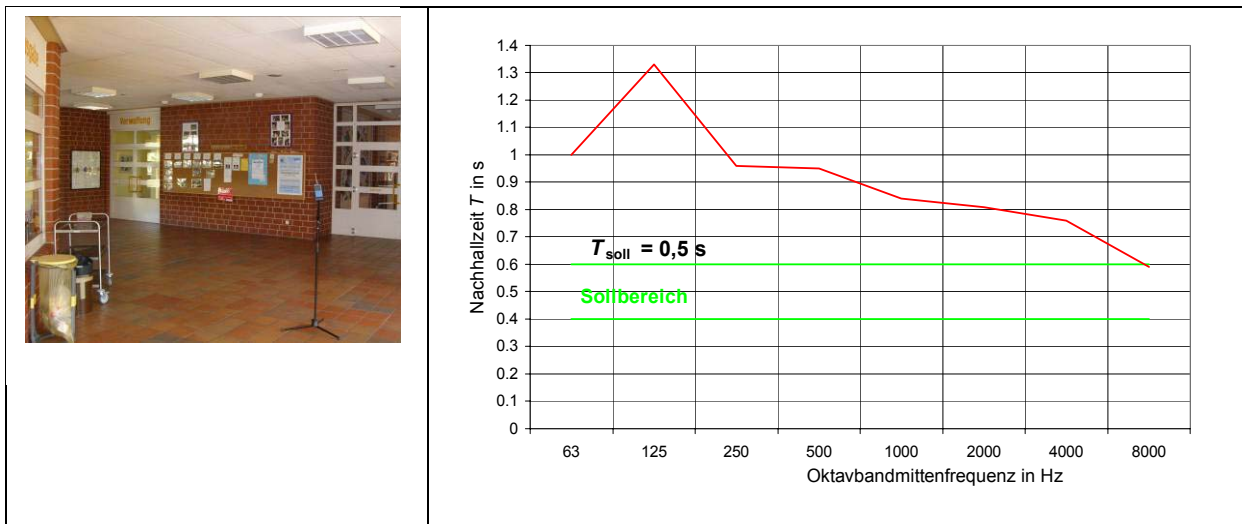 Verwaltung
1.4
1.3
1.2
1.1
1
0.9
0.8
0.7
0.6
0.5
0.4
0.3
0.2
0.1
0
Nachhallzeit T in s
T soll = 0,5 s
Sollbereich
63 125 250 500 1000 2000 4000 8000
Oktavbandmittenfrequenz in Hz